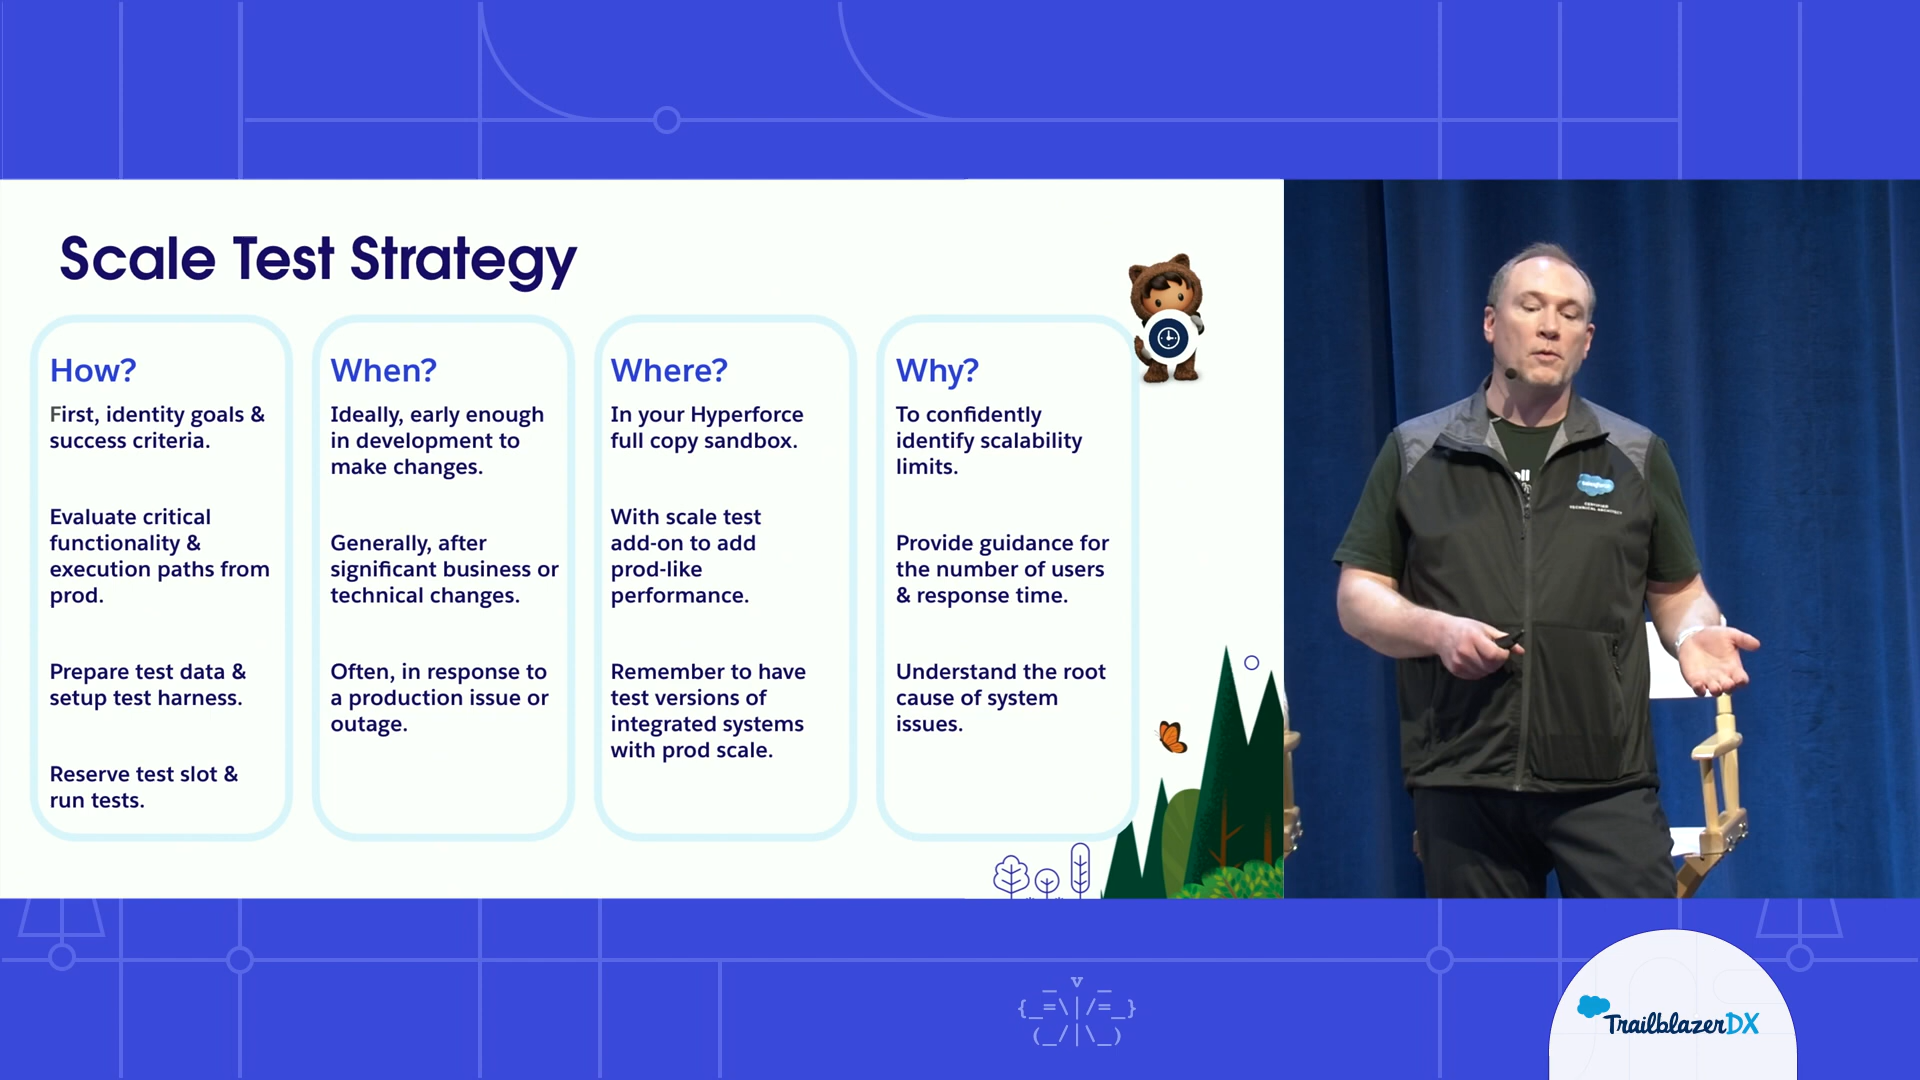 Scale Test Strategy
How?
First, identity goals &
success criteria.
Evaluate critical
functionality &
execution paths from
prod.
Prepare test data &
setup test harness.
Reserve test slot &
run tests.
When?
Ideally, early enough
in development to
make changes.
Generally, after
significant business or
technical changes.
Often, in response to
a production issue or
outage.
Where?
In your Hyperforce
full copy sandbox.
With scale test
add-on to add
prod-like
performance.
Remember to have
test versions of
integrated systems
with prod scale.
Why?
To confidently
identify scalability
limits.
Provide guidance for
the number of users
& response time.
Understand the root
cause of system
issues.
TrailblazerDX